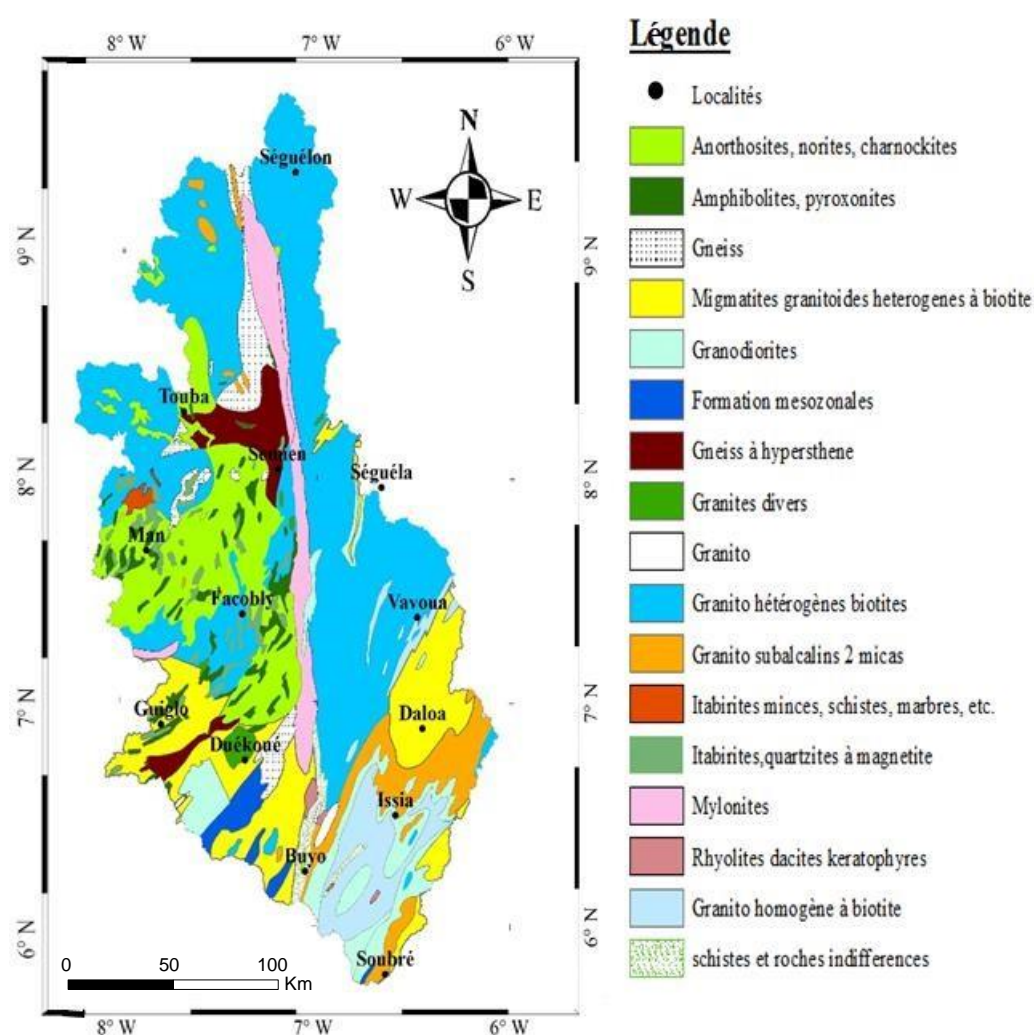 8° W 7° W 6° W
Légende
Localités
Anorthosites, norites, charnockites
Amphibolites, pyroxonites
Gneiss
Migmatites granitoides heterogenes à biotite
Granodiorites
Formation mesozonales
Gneiss à hypersthene
Granites divers
Granito
Granito hétérogènes biotites
Granito subalcalins 2 micas
Itabirites minces, schistes, marbres, etc.
Itabirites,quartzites à magnetite
Mylonites
Rhyolites dacites keratophyres
Granito homogène à biotite
schistes et roches indifferences
N
W E
S
Séguélon
9° N 9° N
Touba
Séguéla
8° N 8° N
Man
Facobly
Vavoua
Guiglo
7° N 7° N
Daloa
Duékoué
Issia
Buyo
6° N 6° N
Soubré
0 50 100
Km
8° W 7° W 6° W